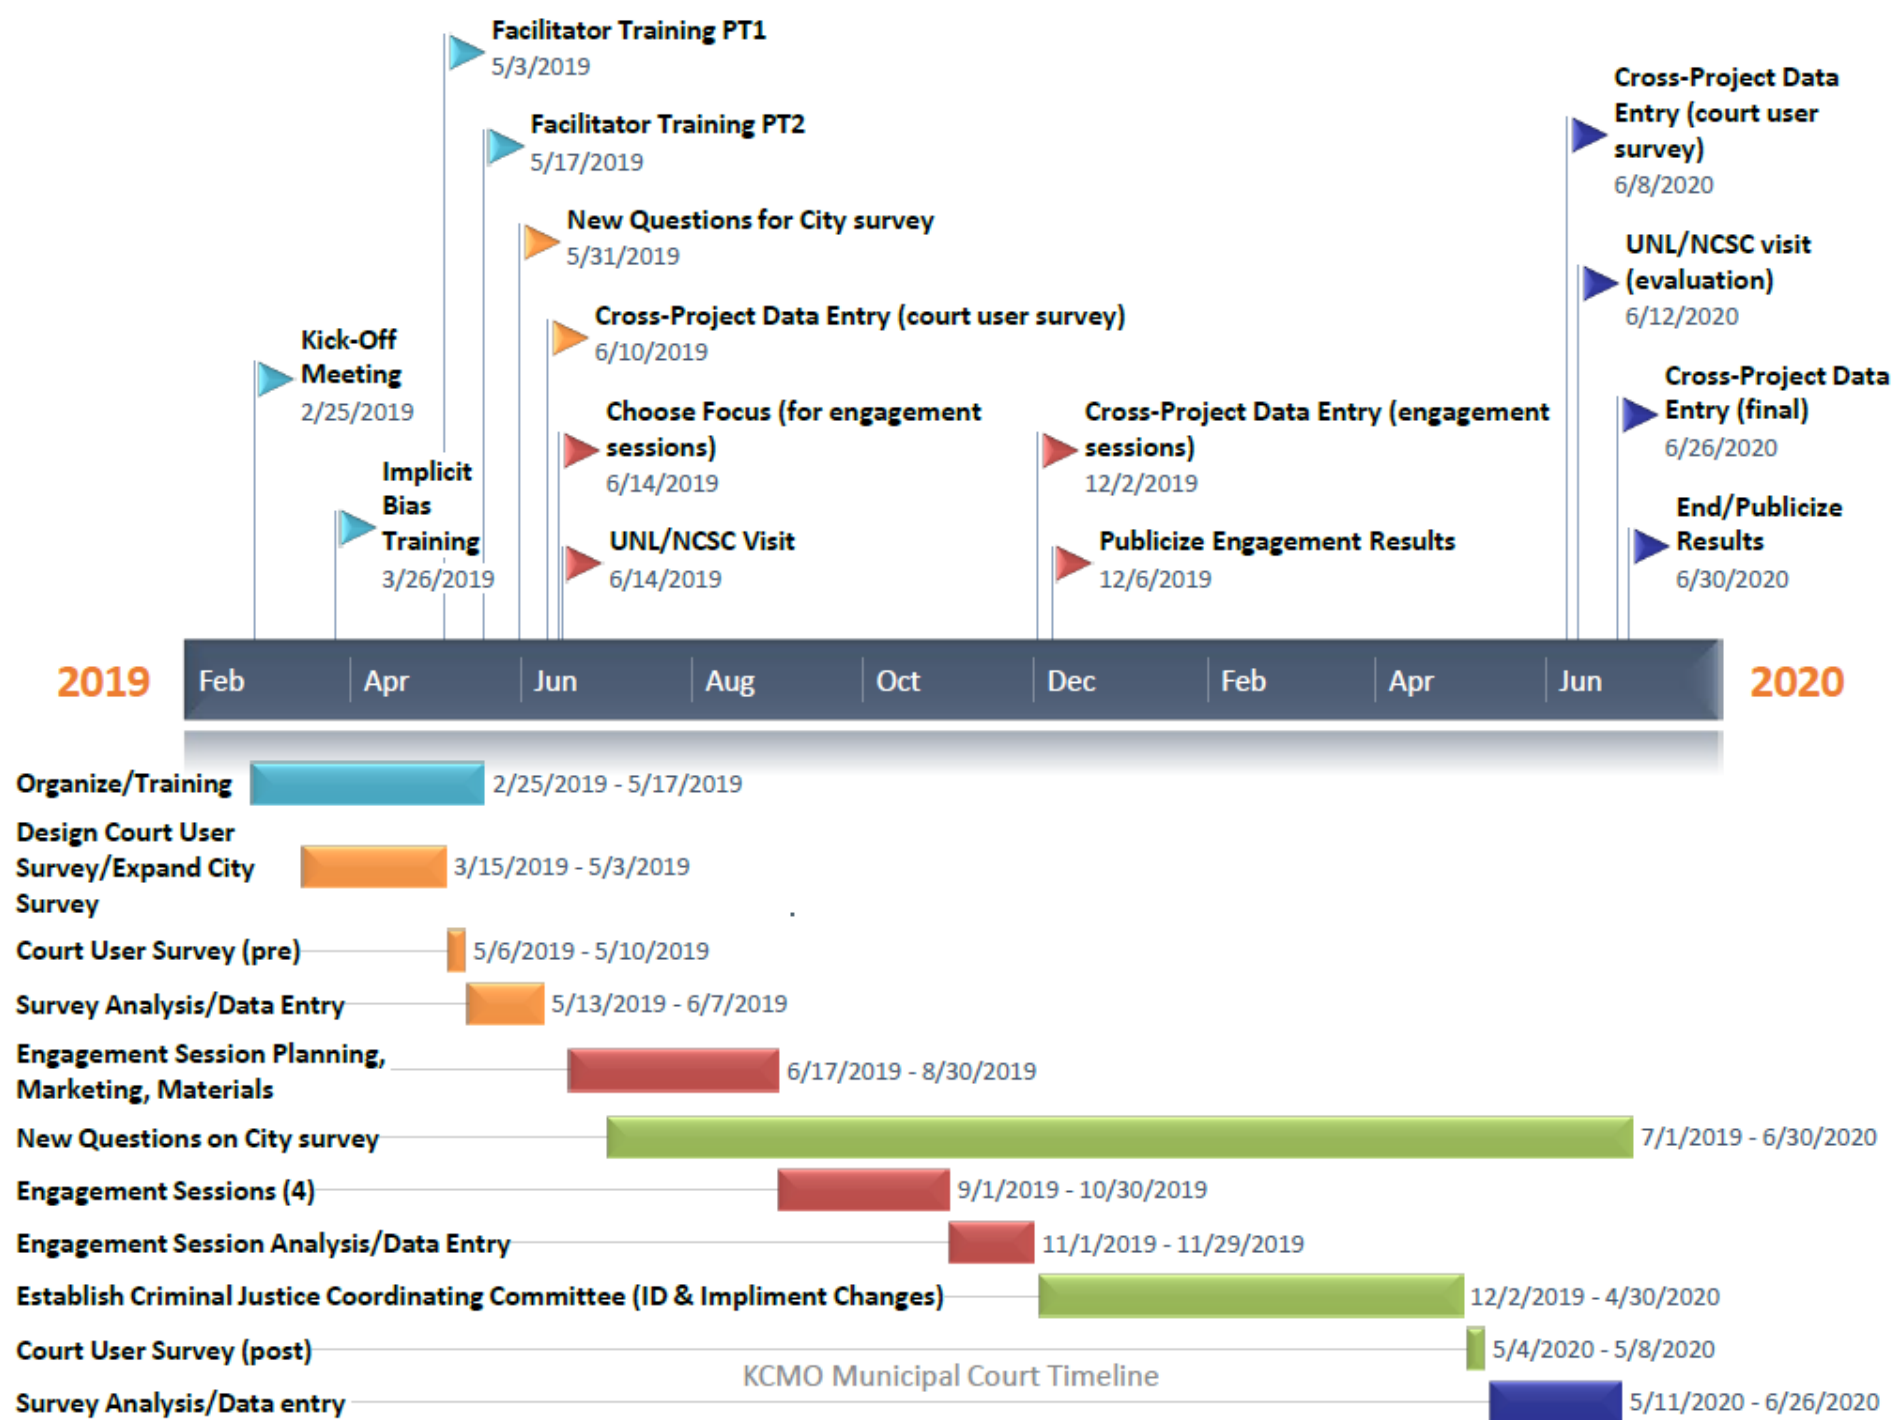 Facilitator Training PT1
5/3/2019
Facilitator Training PT2
5/17/2019
New Questions for City survey
5/31/2019
Cross-Project Data Entry (court user survey)
6/10/2019
Kick-Off
Meeting
2/25/2019
Implicit
Bias
Training
3/26/2019
Choose Focus (for engagement
sessions)
6/14/2019
UNL/NCSC Visit
6/14/2019
Cross-Project Data Entry (engagement
sessions)
12/2/2019
Publicize Engagement Results
12/6/2019
Cross-Project Data
Entry (court user
survey)
6/8/2020
UNL/NCSC visit
(evaluation)
6/12/2020
Cross-Project Data
Entry (final)
6/26/2020
End/Publicize
Results
6/30/2020
2019 Feb Apr Jun Aug Oct Dec Feb Apr Jun 2020
Organize/Training 2/25/2019 - 5/17/2019
Design Court User
Survey/Expand City 3/15/2019 - 5/3/2019
Survey
Court User Survey (pre) 5/6/2019 - 5/10/2019
Survey Analysis/Data Entry 5/13/2019 - 6/7/2019
Engagement Session Planning,
Marketing, Materials 6/17/2019 - 8/30/2019
New Questions on City survey 7/1/2019 - 6/30/2020
Engagement Sessions (4) 9/1/2019 - 10/30/2019
Engagement Session Analysis/Data Entry 11/1/2019 - 11/29/2019
Establish Criminal Justice Coordinating Committee (ID & Impliment Changes) 12/2/2019 - 4/30/2020
Court User Survey (post) 5/4/2020 - 5/8/2020
KCMO Municipal Court Timeline
Survey Analysis/Data entry 5/11/2020 - 6/26/2020